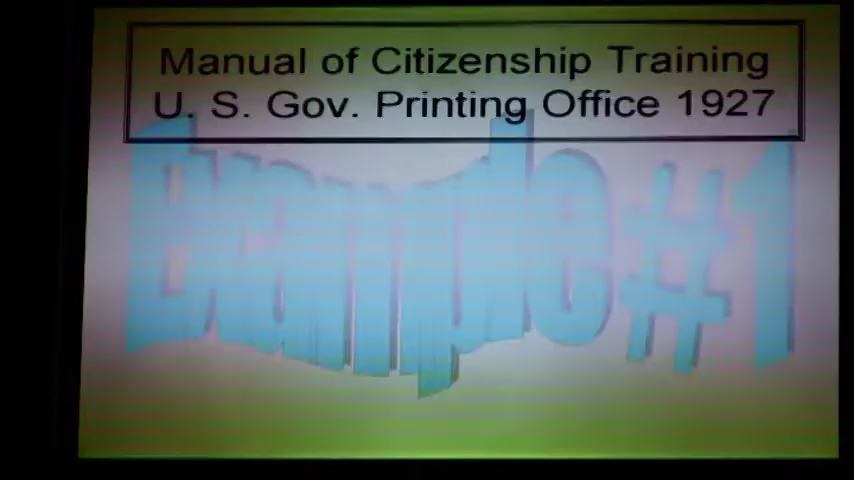 Manual of Citizenship Training
U. S. Gov. Printing Office 1927
Example #1